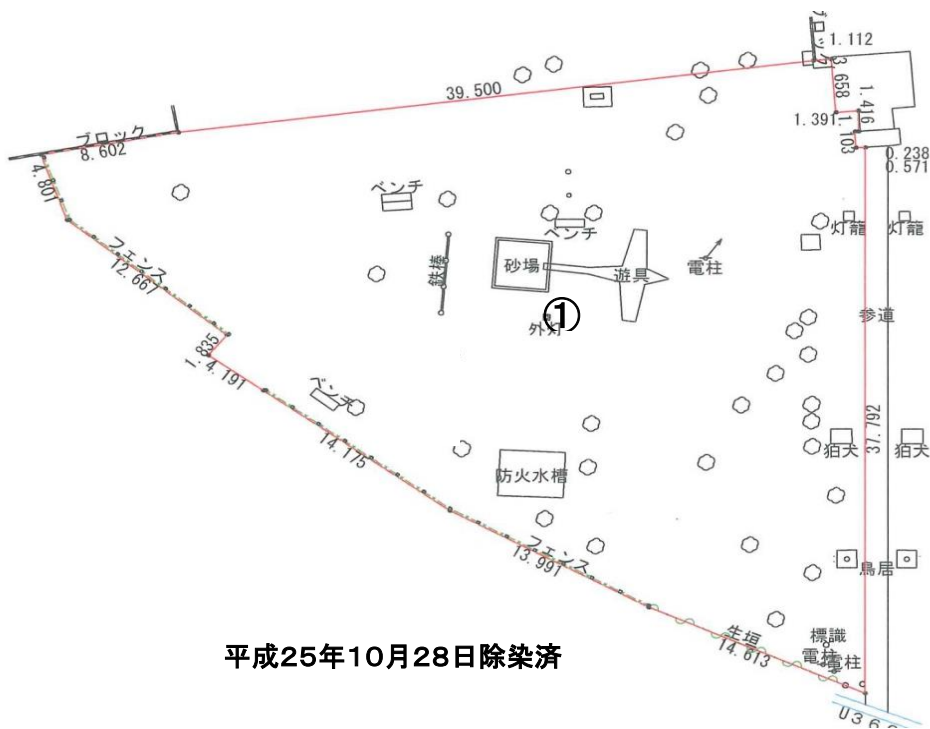 ブロック
1.112
3.658
39.500
1.416
1.391
1.103
ブロック
8.602
0.238
0.571
4.801
ベンチ
灯籠
灯籠
ベンチ
フェンス
12.667
鉄棒
砂場
遊具
電柱
①
外灯
参道
1.835
4.191
ベンチ
14.175
37.792
狛犬
狛犬
防火水槽
フェンス
13.991
鳥居
生垣
14.613
標識
電柱
電柱
平成25年10月28日除染済